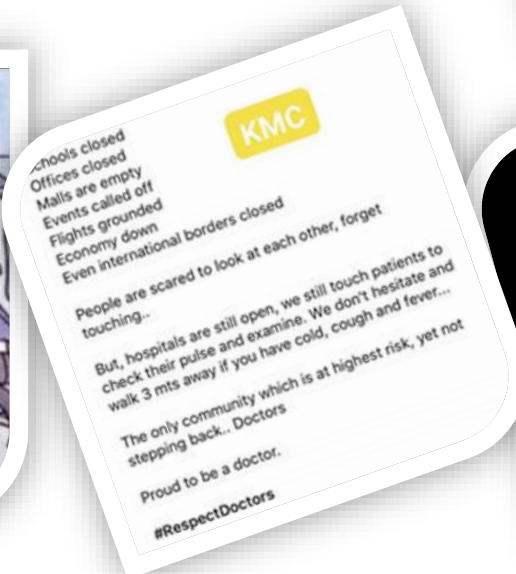 KMC
chools closed
Offices closed
Malls are empty
Events called off
Flights grounded
Economy down
Even international borders closed
People are scared to look at each other, forget
touching..
But, hospitals are still open, we still touch patients to
check their pulse and examine. We don't hesitate and
walk 3 mts away if you have cold, cough and fever...
The only community which is at highest risk, yet not
stepping back.. Doctors
Proud to be a doctor.
#RespectDoctors